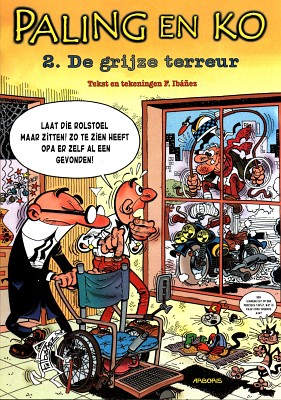 PALING EN KO
2. De grijze terreur
Tekst en tekeningen F. Ibáñez
LAAT DIE ROLSTOEL
MAAR ZITTEN! ZO TE ZIEN HEEFT
OPA ER ZELF AL EEN
GEVONDEN!
ARBORIS